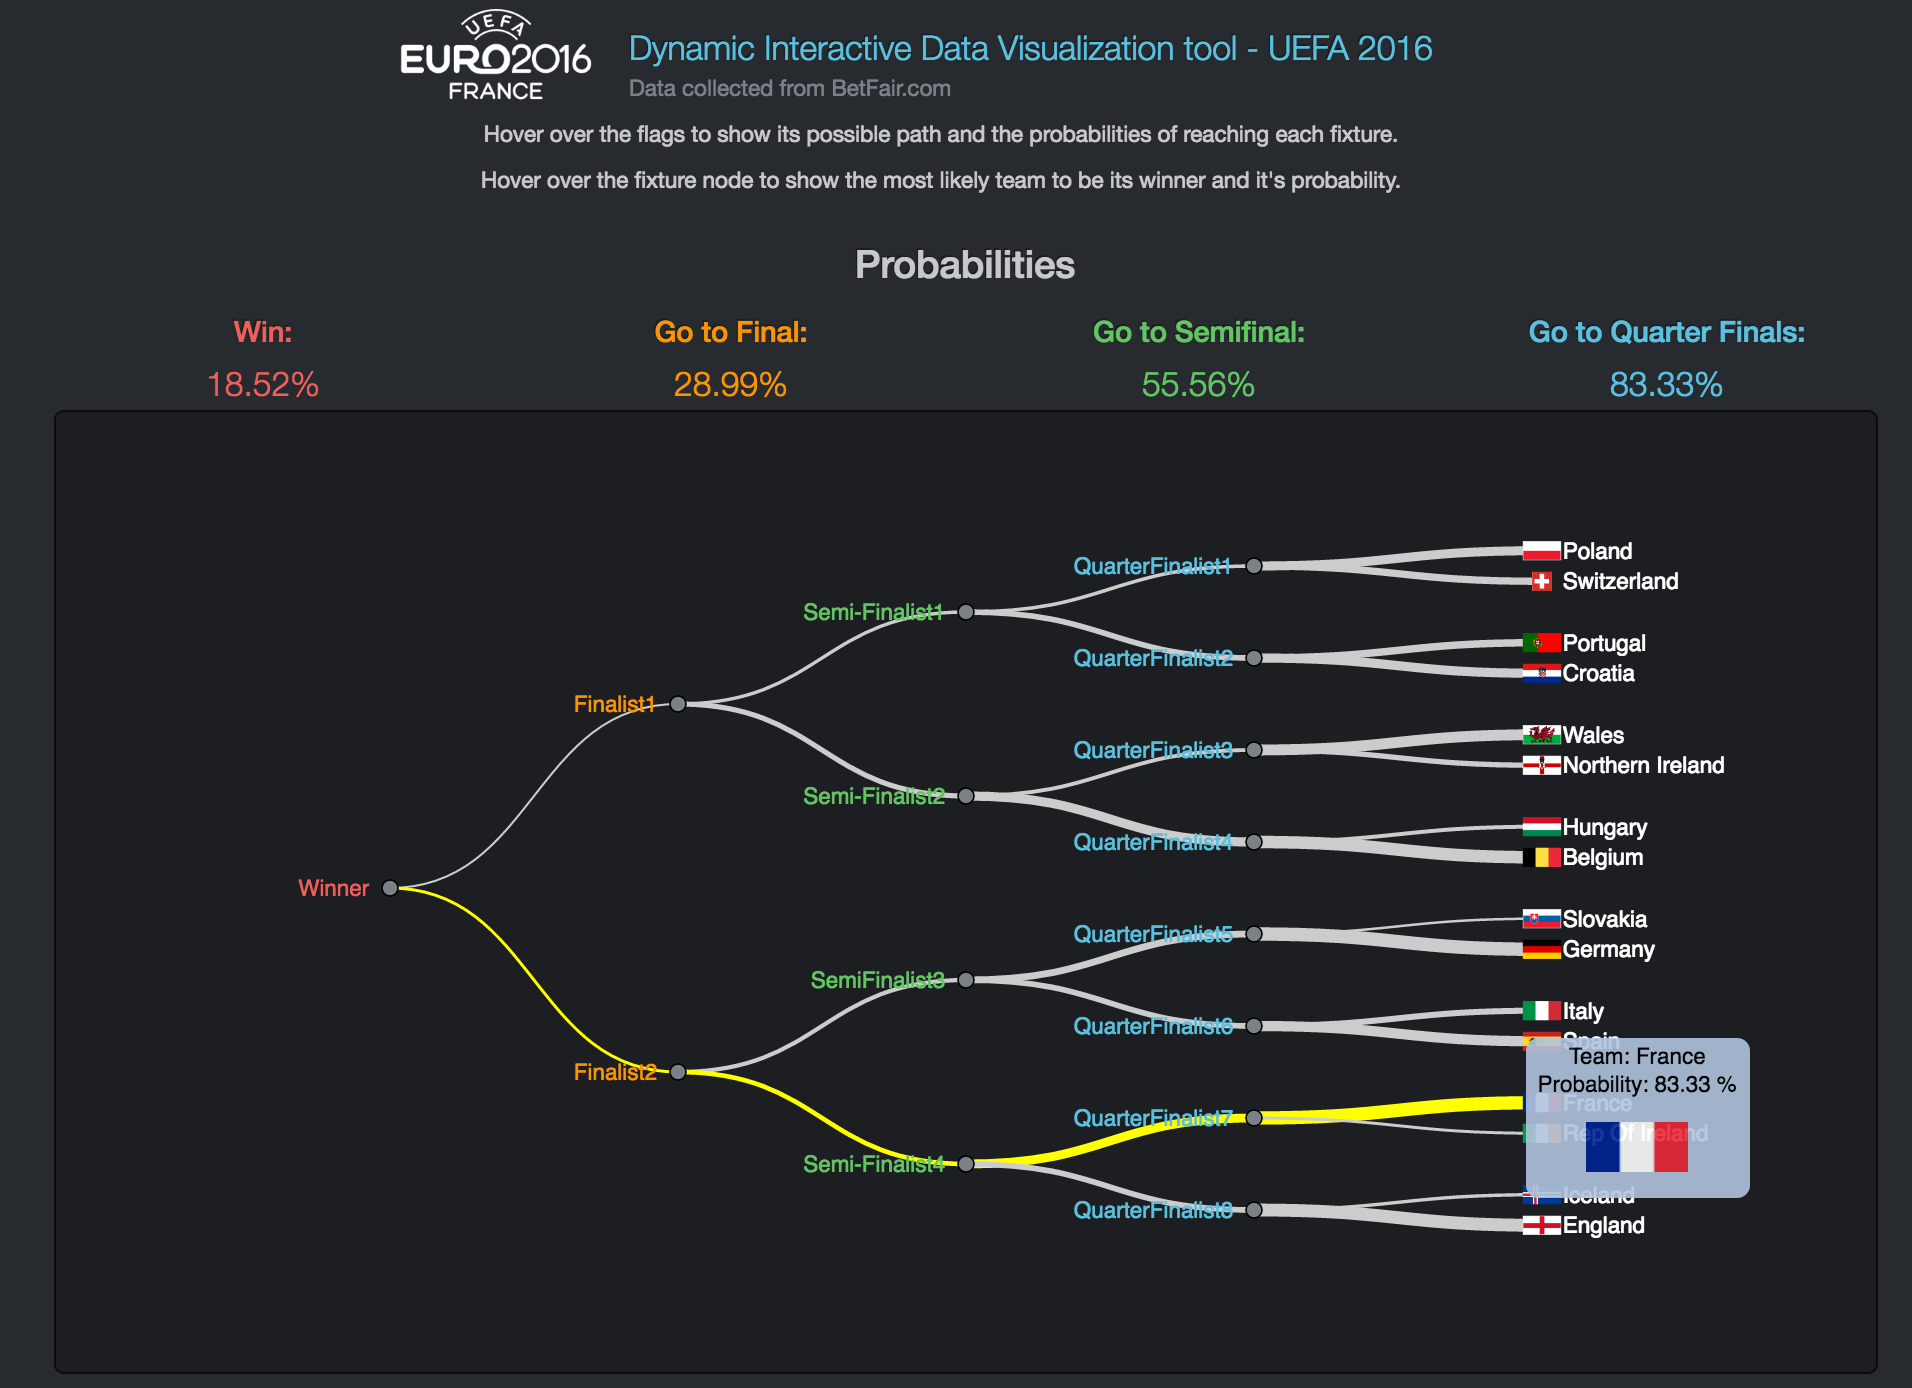 UEFA
EURO2016
FRANCE
Dynamic Interactive Data Visualization tool - UEFA 2016
Data collected from BetFair.com
Hover over the flags to show its possible path and the probabilities of reaching each fixture.
Hover over the fixture node to show the most likely team to be its winner and it's probability.
Probabilities
Win:
18.52%
Go to Final:
28.99%
Go to Semifinal:
55.56%
Go to Quarter Finals:
83.33%
Winner
Finalist1
Finalist2
Semi-Finalist1
Semi-Finalist2
SemiFinalist3
Semi-Finalist4
QuarterFinalist1
QuarterFinalist2
QuarterFinalist3
QuarterFinalist4
QuarterFinalist5
QuarterFinalist6
QuarterFinalist7
QuarterFinalist8
Poland
Switzerland
Portugal
Croatia
Wales
Northern Ireland
Hungary
Belgium
Slovakia
Germany
Italy
Spain
Team: France
Probability: 83.33 %
France
Rep Of Ireland
Iceland
England